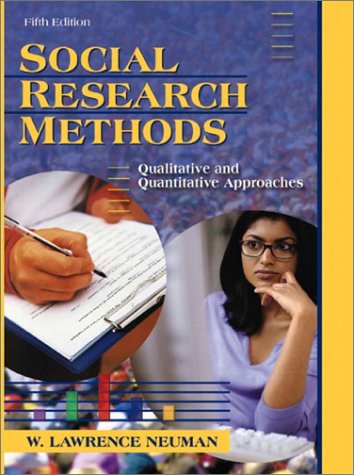 Fifth Edition
SOCIAL
RESEARCH
METHODS
Qualitative and
Quantitative Approaches
W. LAWRENCE NEUMAN